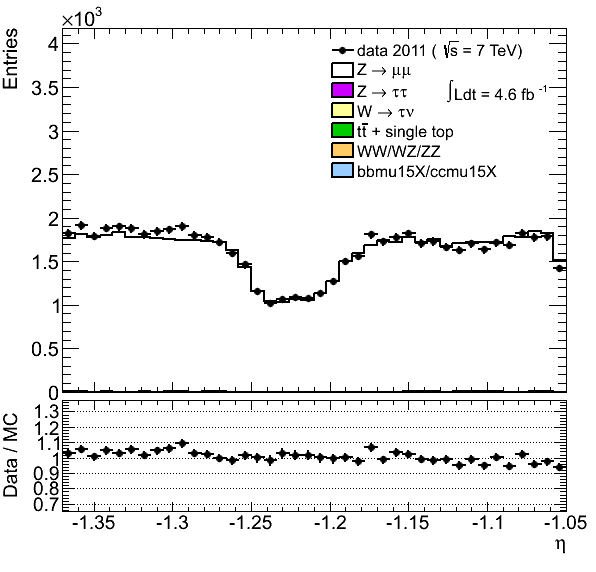 ×10³
Entries
4
3.5
3
2.5
2
1.5
1
0.5
0
data 2011 ( √s = 7 TeV)
Z → μμ
Z → ττ
∫Ldt = 4.6 fb⁻¹
W → τν
tt̅ + single top
WW/WZ/ZZ
bbmu15X/ccmu15X
Data / MC
1.3
1.2
1.1
1
0.9
0.8
0.7
-1.35 -1.3 -1.25 -1.2 -1.15 -1.1 -1.05
η